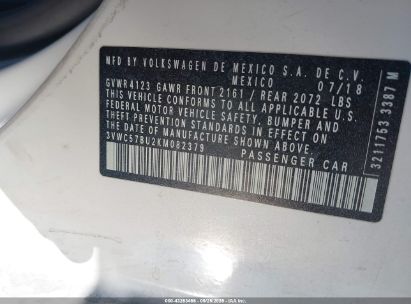 MFD. BY VOLKSWAGEN DE MEXICO S.A. DE C.V.
MEXICO 07/18
GVWR 4123 GAWR FRONT 2161 / REAR 2072 LBS
THIS VEHICLE CONFORMS TO ALL APPLICABLE U.S.
FEDERAL MOTOR VEHICLE SAFETY, BUMPER AND
THEFT PREVENTION STANDARDS IN EFFECT ON THE
DATE OF MANUFACTURE SHOWN ABOVE.
3VWC57BU2KM082379
PASSENGER CAR
3211753 3387 M